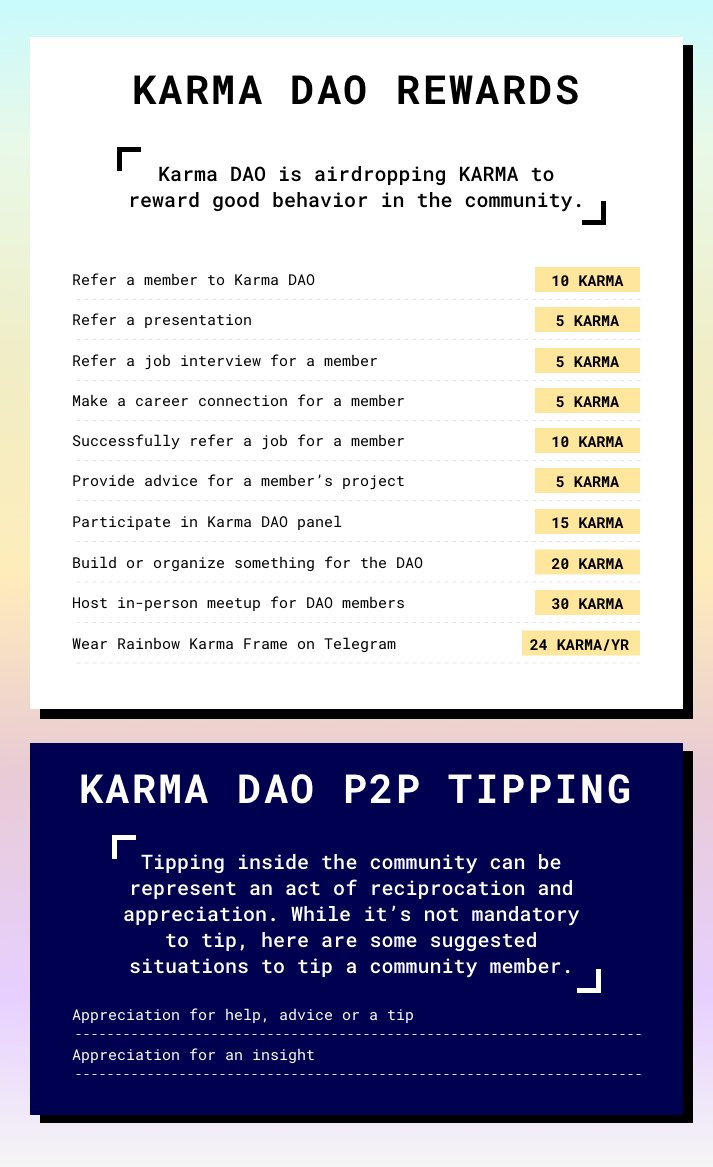 KARMA DAO REWARDS
Karma DAO is airdropping KARMA to
reward good behavior in the community.
Refer a member to Karma DAO 10 KARMA
Refer a presentation 5 KARMA
Refer a job interview for a member 5 KARMA
Make a career connection for a member 5 KARMA
Successfully refer a job for a member 10 KARMA
Provide advice for a member’s project 5 KARMA
Participate in Karma DAO panel 15 KARMA
Build or organize something for the DAO 20 KARMA
Host in-person meetup for DAO members 30 KARMA
Wear Rainbow Karma Frame on Telegram 24 KARMA/YR
KARMA DAO P2P TIPPING
Tipping inside the community can be
represent an act of reciprocation and
appreciation. While it’s not mandatory
to tip, here are some suggested
situations to tip a community member.
Appreciation for help, advice or a tip
Appreciation for an insight